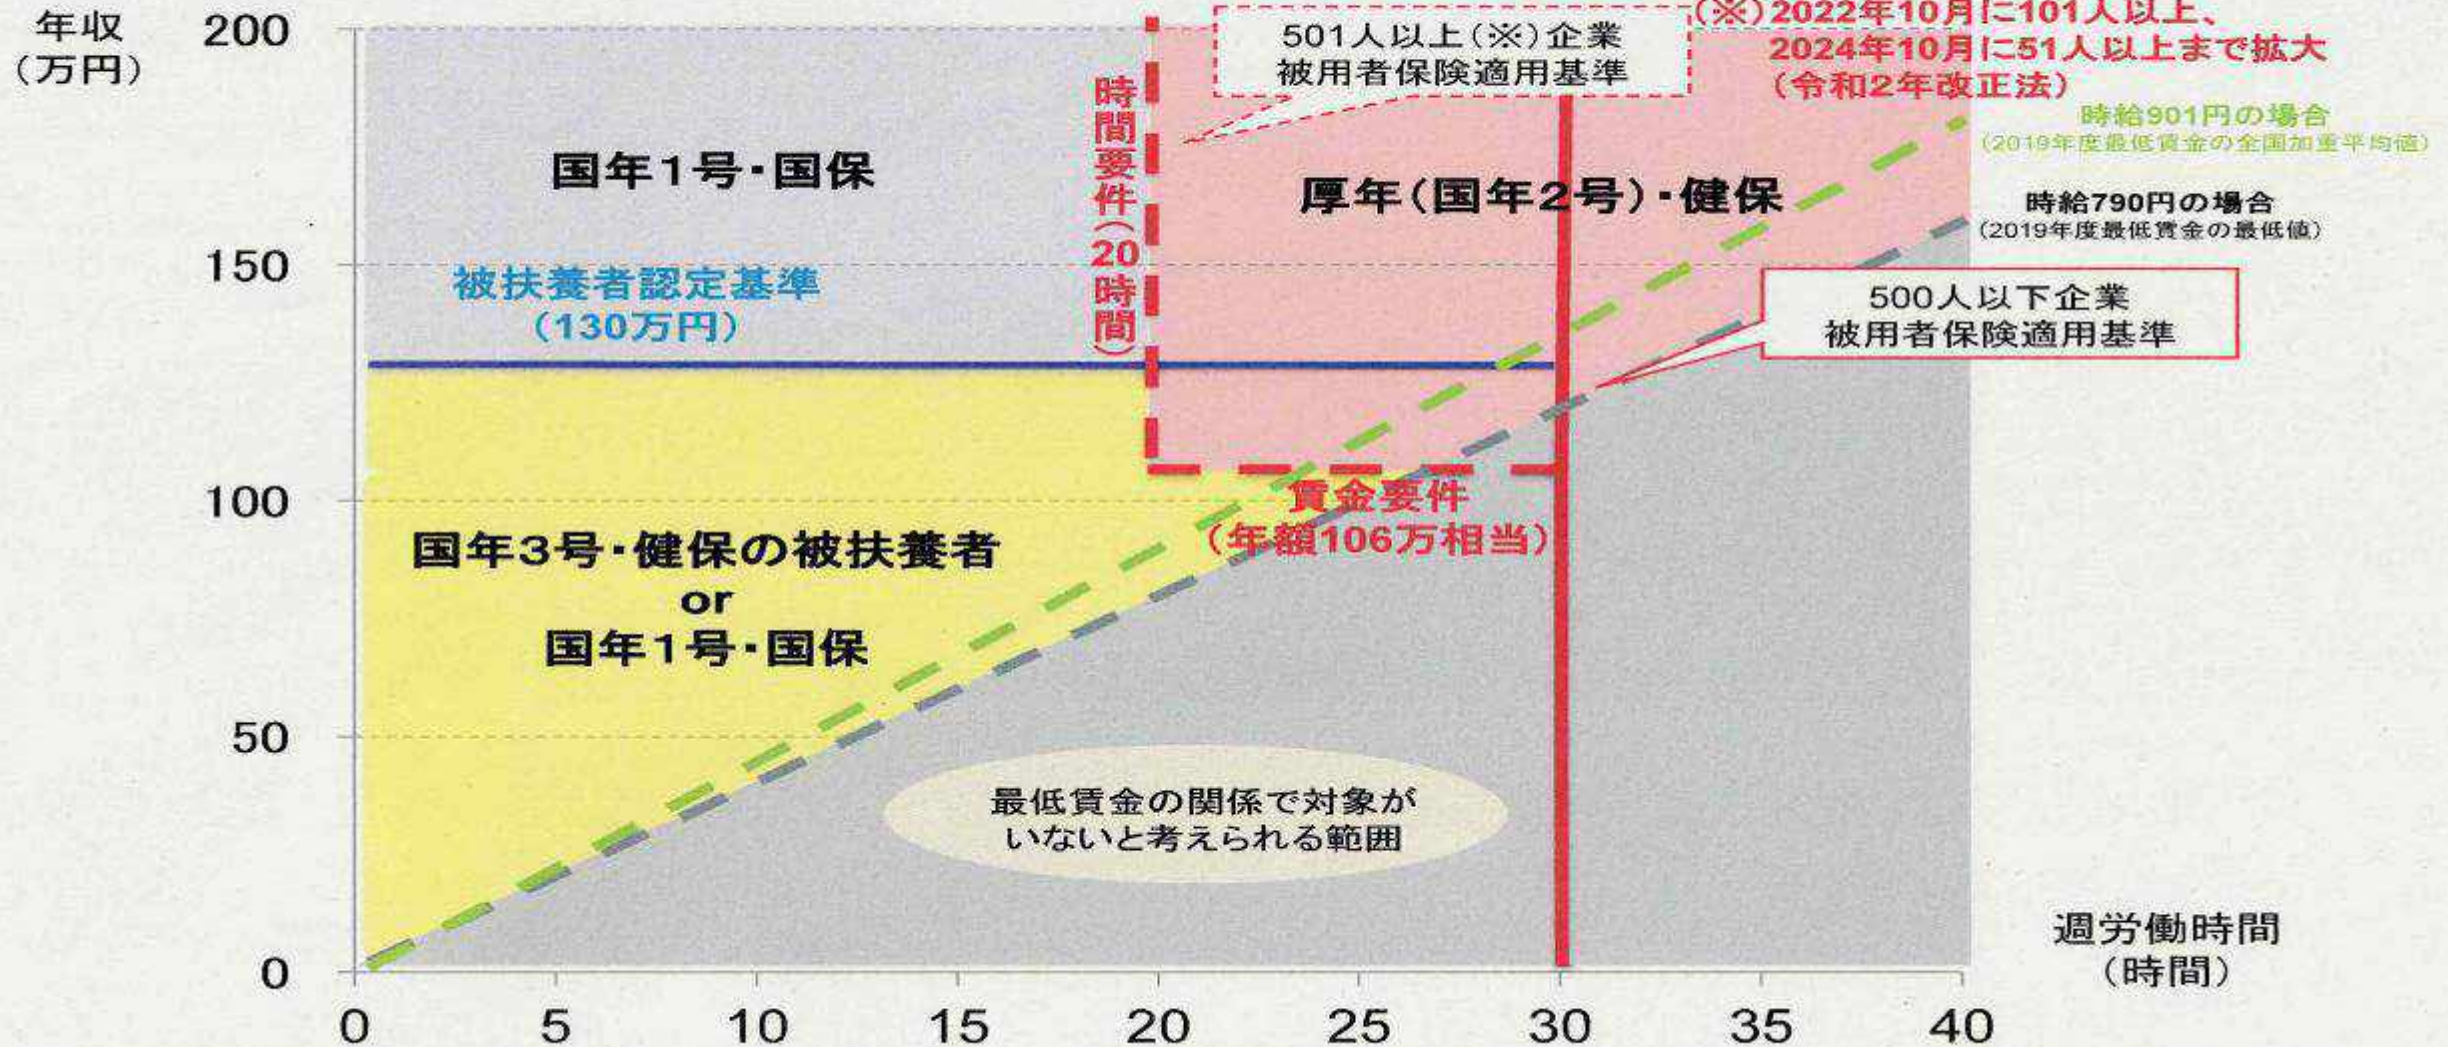 年収
（万円）
200
150
100
50
0
0
5
10
15
20
25
30
35
40
週労働時間
（時間）
501人以上（※）企業
被用者保険適用基準
（※）2022年10月に101人以上、
2024年10月に51人以上まで拡大
（令和2年改正法）
時給901円の場合
（2019年度最低賃金の全国加重平均値）
時給790円の場合
（2019年度最低賃金の最低値）
国年１号・国保
時間要件（20時間）
厚年（国年2号）・健保
被扶養者認定基準
（130万円）
500人以下企業
被用者保険適用基準
賃金要件
（年額106万相当）
国年３号・健保の被扶養者
or
国年１号・国保
最低賃金の関係で対象が
いないと考えられる範囲